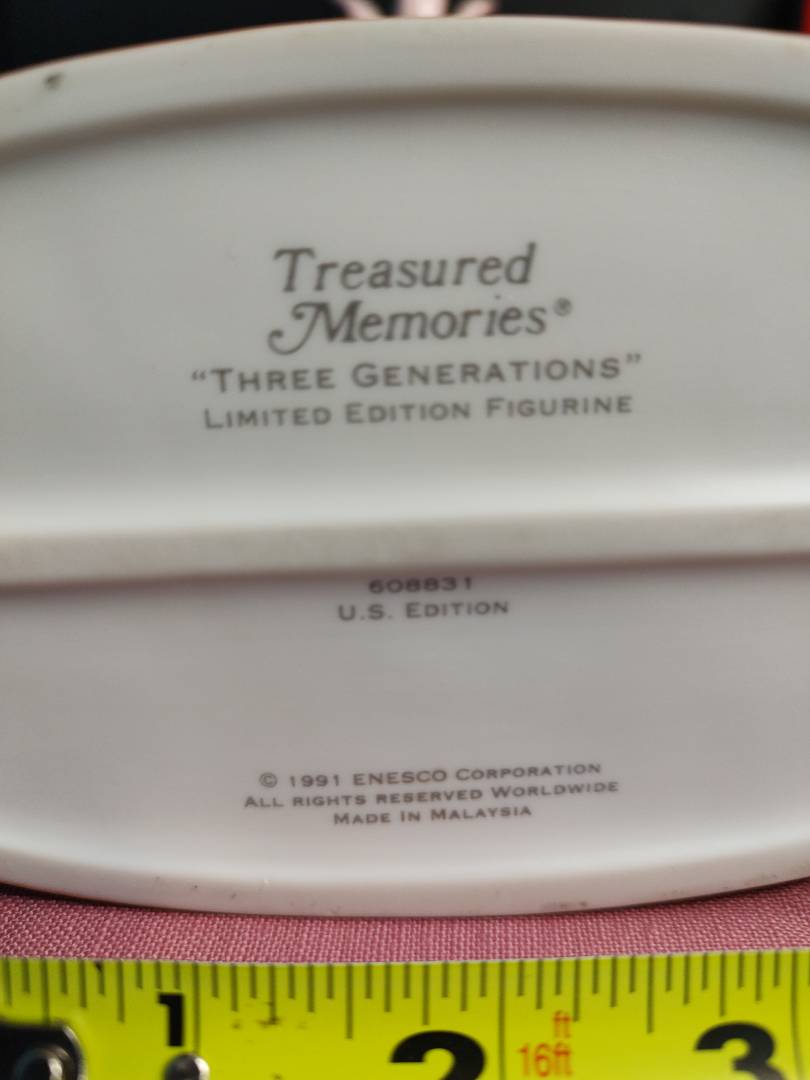 Treasured
Memories®
“THREE GENERATIONS”
LIMITED EDITION FIGURINE
608831
U.S. EDITION
© 1991 ENESCO CORPORATION
ALL RIGHTS RESERVED WORLDWIDE
MADE IN MALAYSIA
1 2 ft 3
16ft